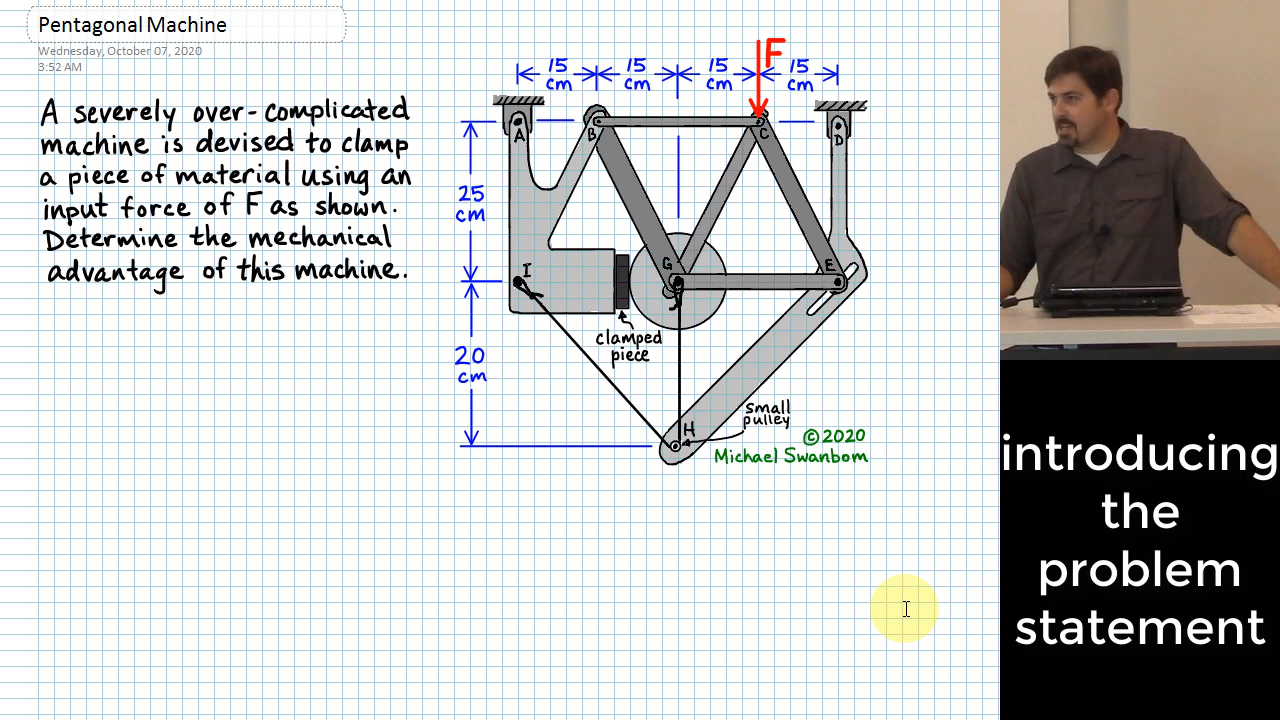 Pentagonal Machine
Wednesday, October 07, 2020
3:52 AM
A severely over-complicated
machine is devised to clamp
a piece of material using an
input force of F as shown.
Determine the mechanical
advantage of this machine.
F
15 cm
15 cm
15 cm
15 cm
A
B
C
D
25 cm
I
G
E
clamped
piece
20 cm
small
pulley
H
©2020
Michael Swanbom
introducing
the
problem
statement